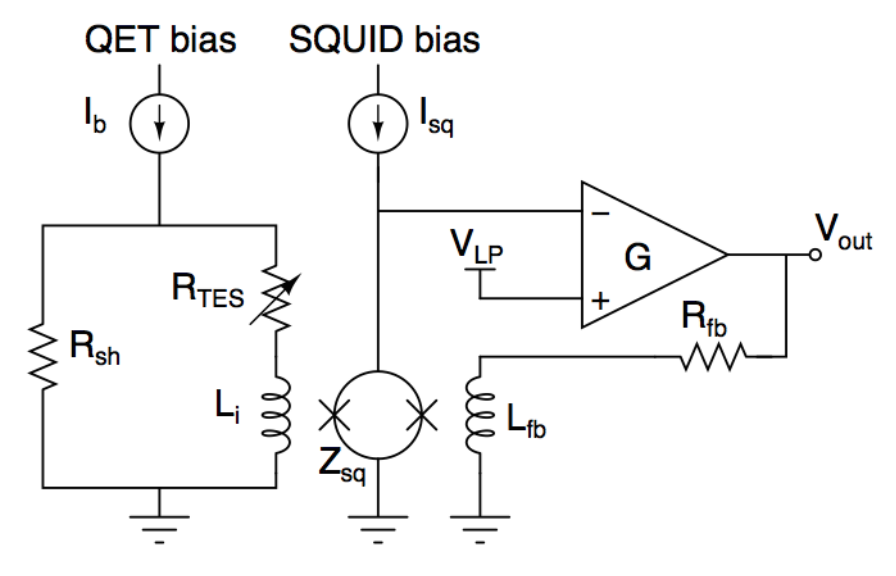 QET bias
SQUID bias
I_b
I_sq
V_LP
−
G
+
V_out
R_TES
R_fb
R_sh
L_i
L_fb
Z_sq